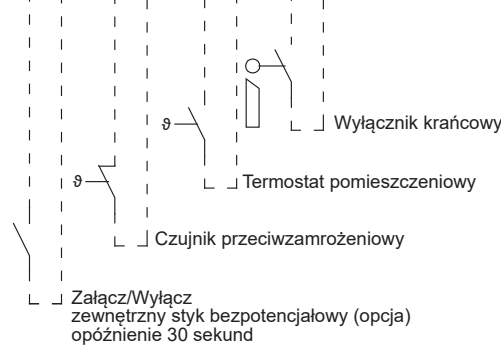 Wyłącznik krańcowy
ϑ
Termostat pomieszczeniowy
ϑ
Czujnik przeciwzamrożeniowy
Załącz/Wyłącz
zewnętrzny styk bezpotencjałowy (opcja)
opóźnienie 30 sekund